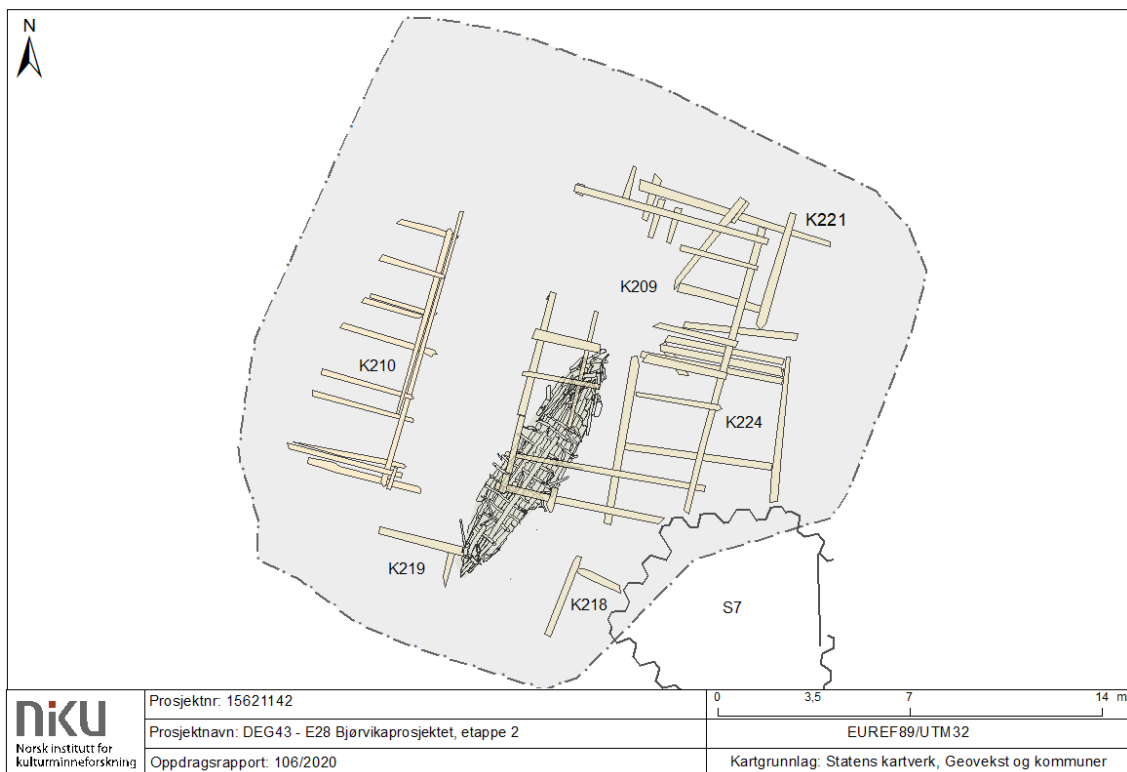 N
K221
K209
K210
K224
K219
K218
S7
niku
Norsk institutt for
kulturminneforskning
Prosjektnr: 15621142
0 3,5 7 14 m
Prosjektnavn: DEG43 - E28 Bjørvikaprosjektet, etappe 2
EUREF89/UTM32
Oppdragsrapport: 106/2020
Kartgrunnlag: Statens kartverk, Geovekst og kommuner